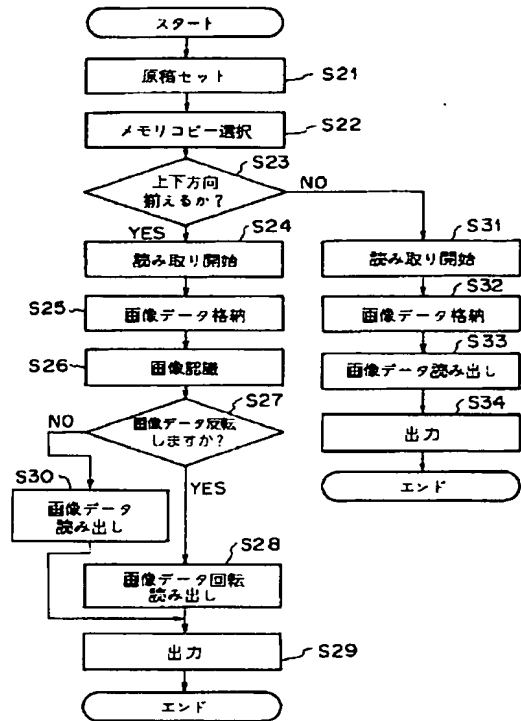 スタート
原稿セット
S21
メモリコピー選択
S22
上下方向
揃えるか?
S23
NO
YES
S24
読み取り開始
S25
画像データ格納
S26
画像認識
S27
画像データ反転
しますか?
NO
YES
S30
画像データ
読み出し
S28
画像データ回転
読み出し
出力
S29
エンド
S31
読み取り開始
S32
画像データ格納
S33
画像データ読み出し
S34
出力
エンド